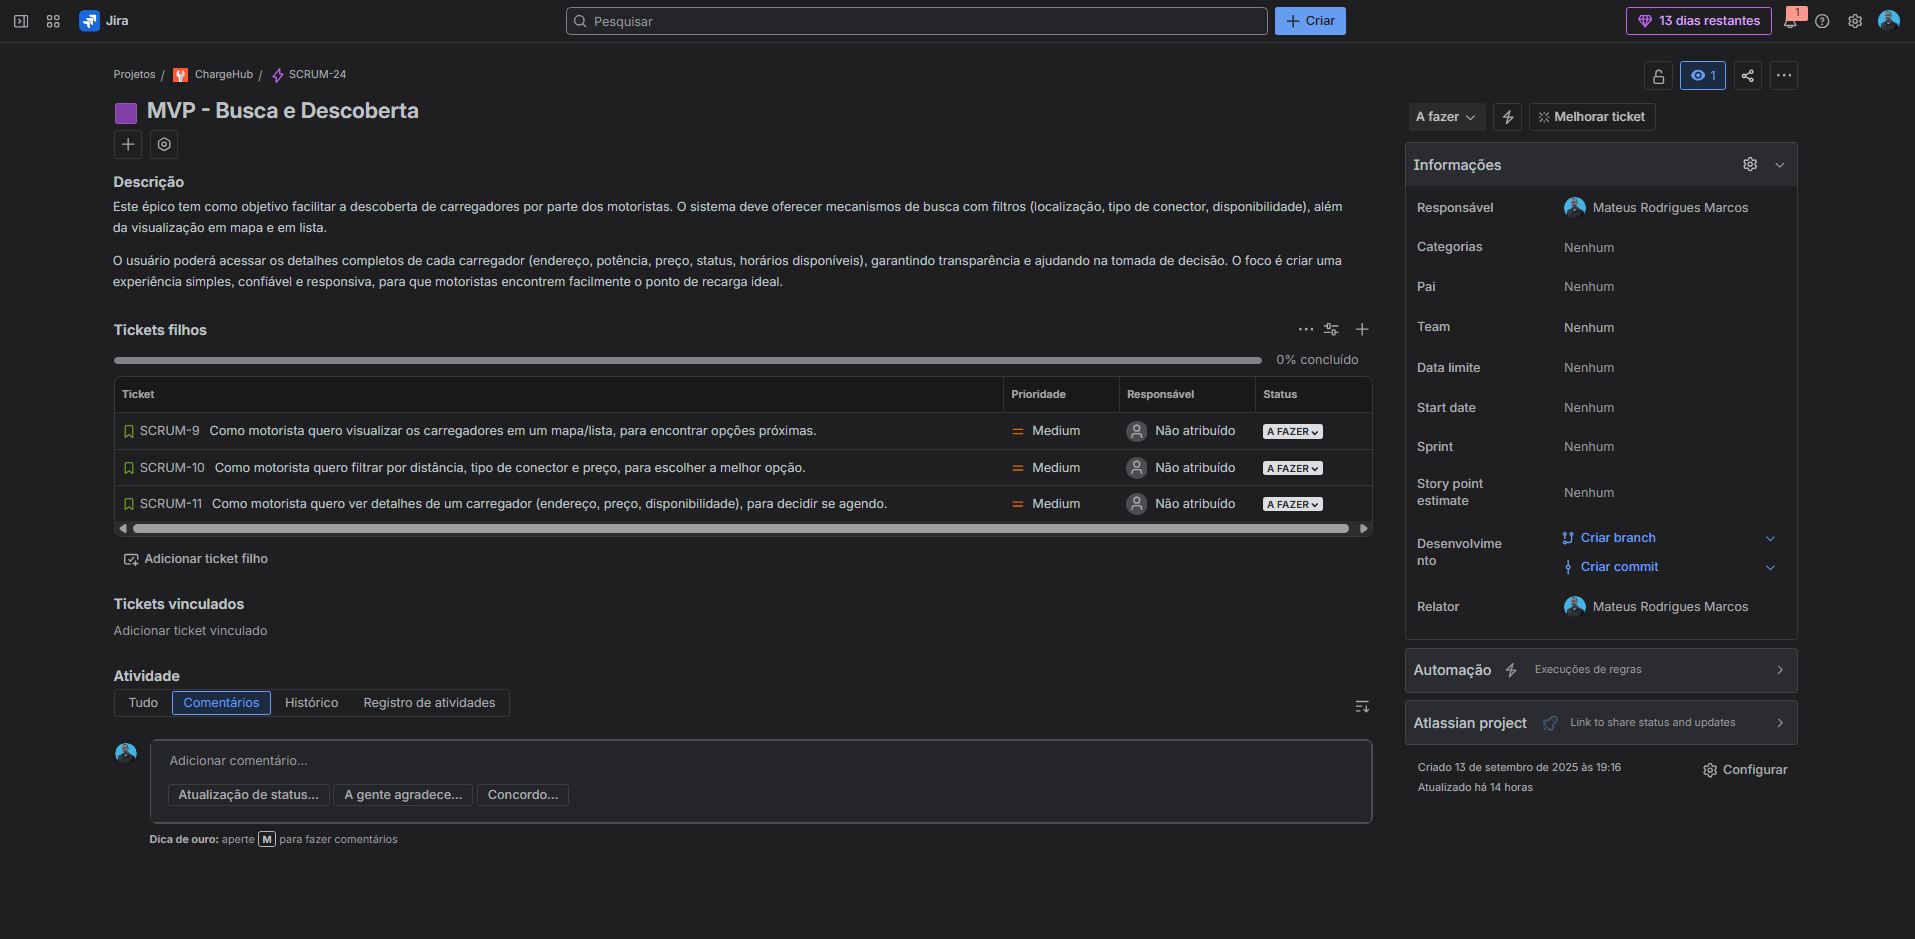 Jira
Pesquisar
Criar
13 dias restantes
1
Projetos / ChargeHub / SCRUM-24
1
MVP - Busca e Descoberta
A fazer
Melhorar ticket
Descrição
Este épico tem como objetivo facilitar a descoberta de carregadores por parte dos motoristas. O sistema deve oferecer mecanismos de busca com filtros (localização, tipo de conector, disponibilidade), além
da visualização em mapa e em lista.
O usuário poderá acessar os detalhes completos de cada carregador (endereço, potência, preço, status, horários disponíveis), garantindo transparência e ajudando na tomada de decisão. O foco é criar uma
experiência simples, confiável e responsiva, para que motoristas encontrem facilmente o ponto de recarga ideal.
Tickets filhos
0% concluído
Ticket Prioridade Responsável Status
SCRUM-9 Como motorista quero visualizar os carregadores em um mapa/lista, para encontrar opções próximas. Medium Não atribuído A FAZER
SCRUM-10 Como motorista quero filtrar por distância, tipo de conector e preço, para escolher a melhor opção. Medium Não atribuído A FAZER
SCRUM-11 Como motorista quero ver detalhes de um carregador (endereço, preço, disponibilidade), para decidir se agendo. Medium Não atribuído A FAZER
Adicionar ticket filho
Tickets vinculados
Adicionar ticket vinculado
Atividade
Tudo Comentários Histórico Registro de atividades
Adicionar comentário...
Atualização de status... A gente agradece... Concordo...
Dica de ouro: aperte M para fazer comentários
Informações
Responsável Mateus Rodrigues Marcos
Categorias Nenhum
Pai Nenhum
Team Nenhum
Data limite Nenhum
Start date Nenhum
Sprint Nenhum
Story point
estimate Nenhum
Desenvolvime
nto
Criar branch
Criar commit
Relator Mateus Rodrigues Marcos
Automação Execuções de regras
Atlassian project Link to share status and updates
Criado 13 de setembro de 2025 às 19:16
Atualizado há 14 horas
Configurar